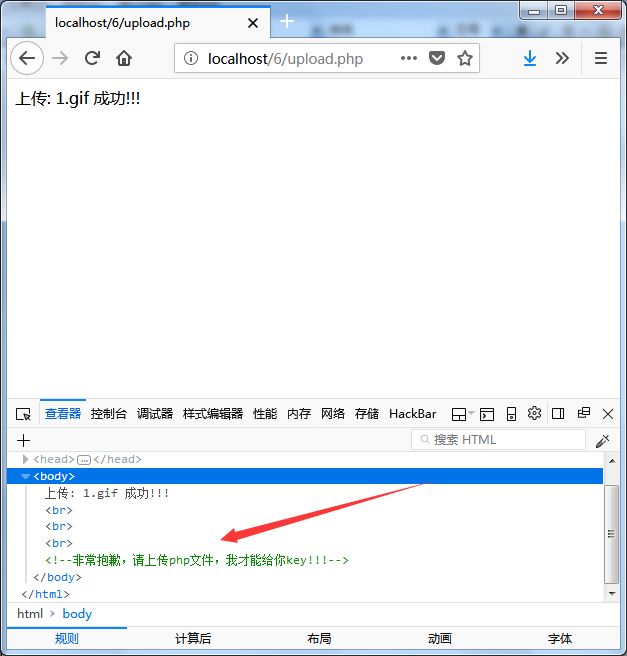 localhost/6/upload.php
localhost/6/upload.php
上传: 1.gif 成功!!!
查看器 控制台 调试器 样式编辑器 性能 内存 网络 存储 HackBar
搜索 HTML
<head></head>
<body>
上传: 1.gif 成功!!!
<br>
<br>
<br>
<!--非常抱歉，请上传php文件，我才能给你key!!!-->
</body>
</html>
html > body
规则 计算后 布局 动画 字体